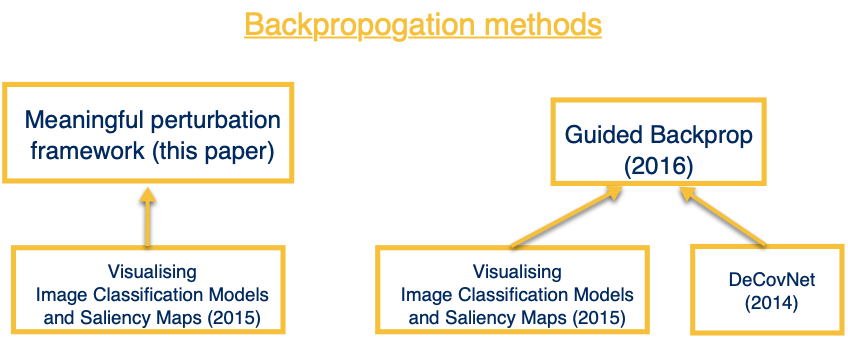 Backpropogation methods
Meaningful perturbation
framework (this paper)
Guided Backprop
(2016)
Visualising
Image Classification Models
and Saliency Maps (2015)
Visualising
Image Classification Models
and Saliency Maps (2015)
DeCovNet
(2014)